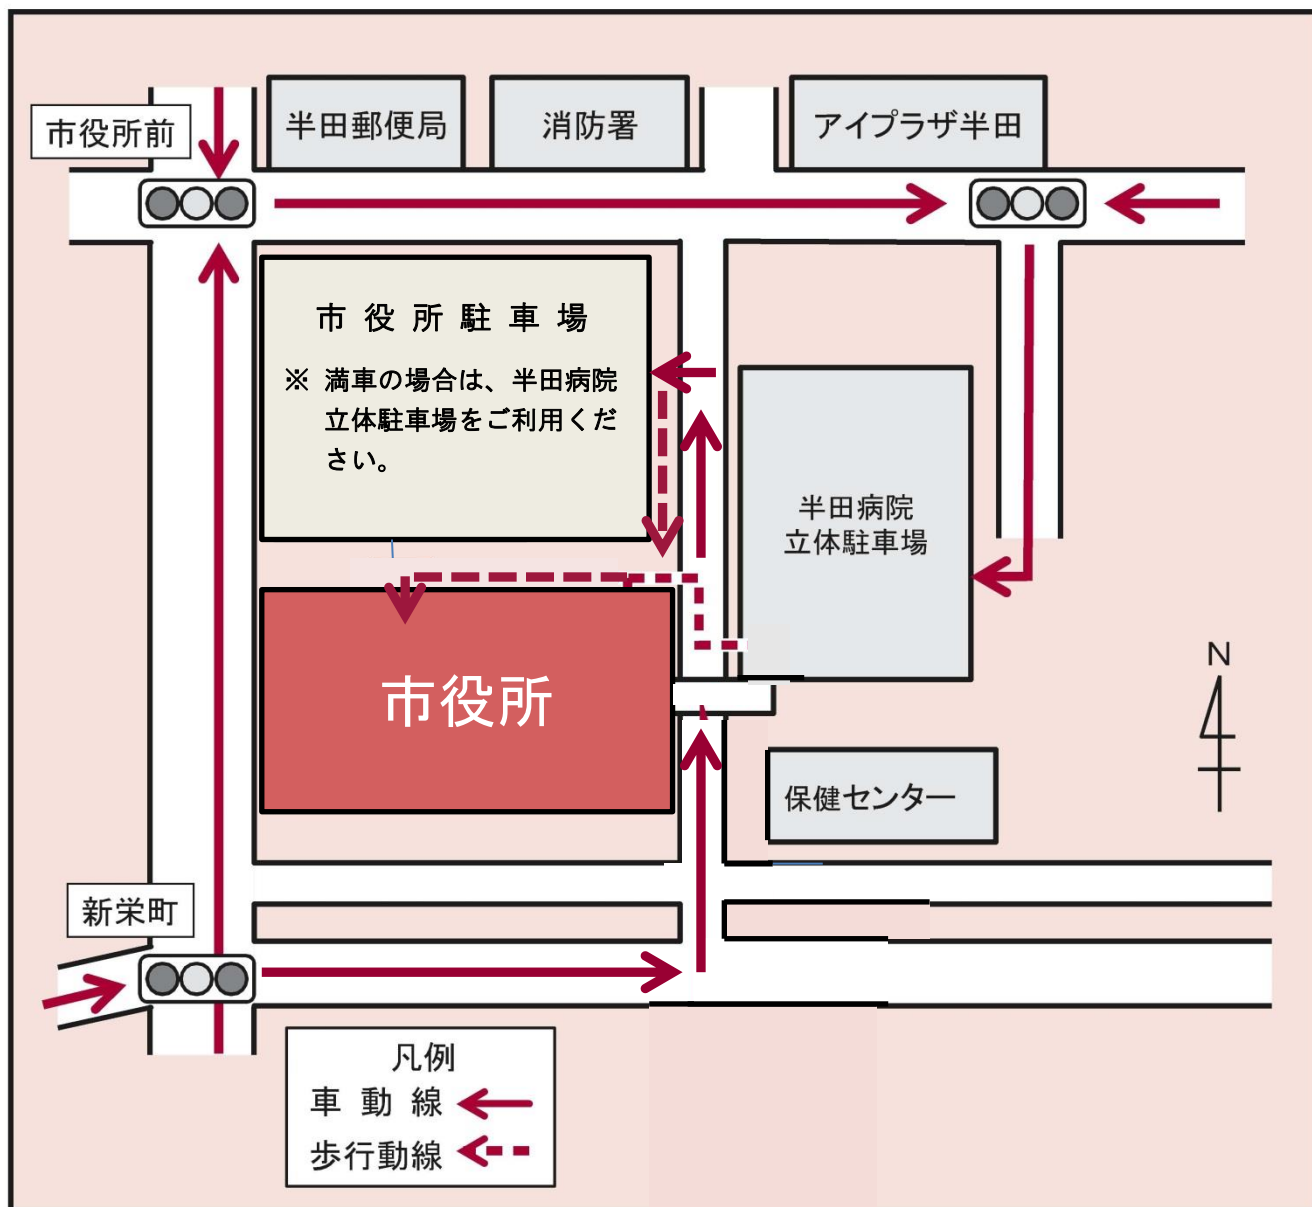 半田郵便局
消防署
アイプラザ半田
市役所前
市役所駐車場
※ 満車の場合は、半田病院
立体駐車場をご利用くだ
さい。
半田病院
立体駐車場
市役所
N
保健センター
新栄町
凡例
車動線
歩行動線